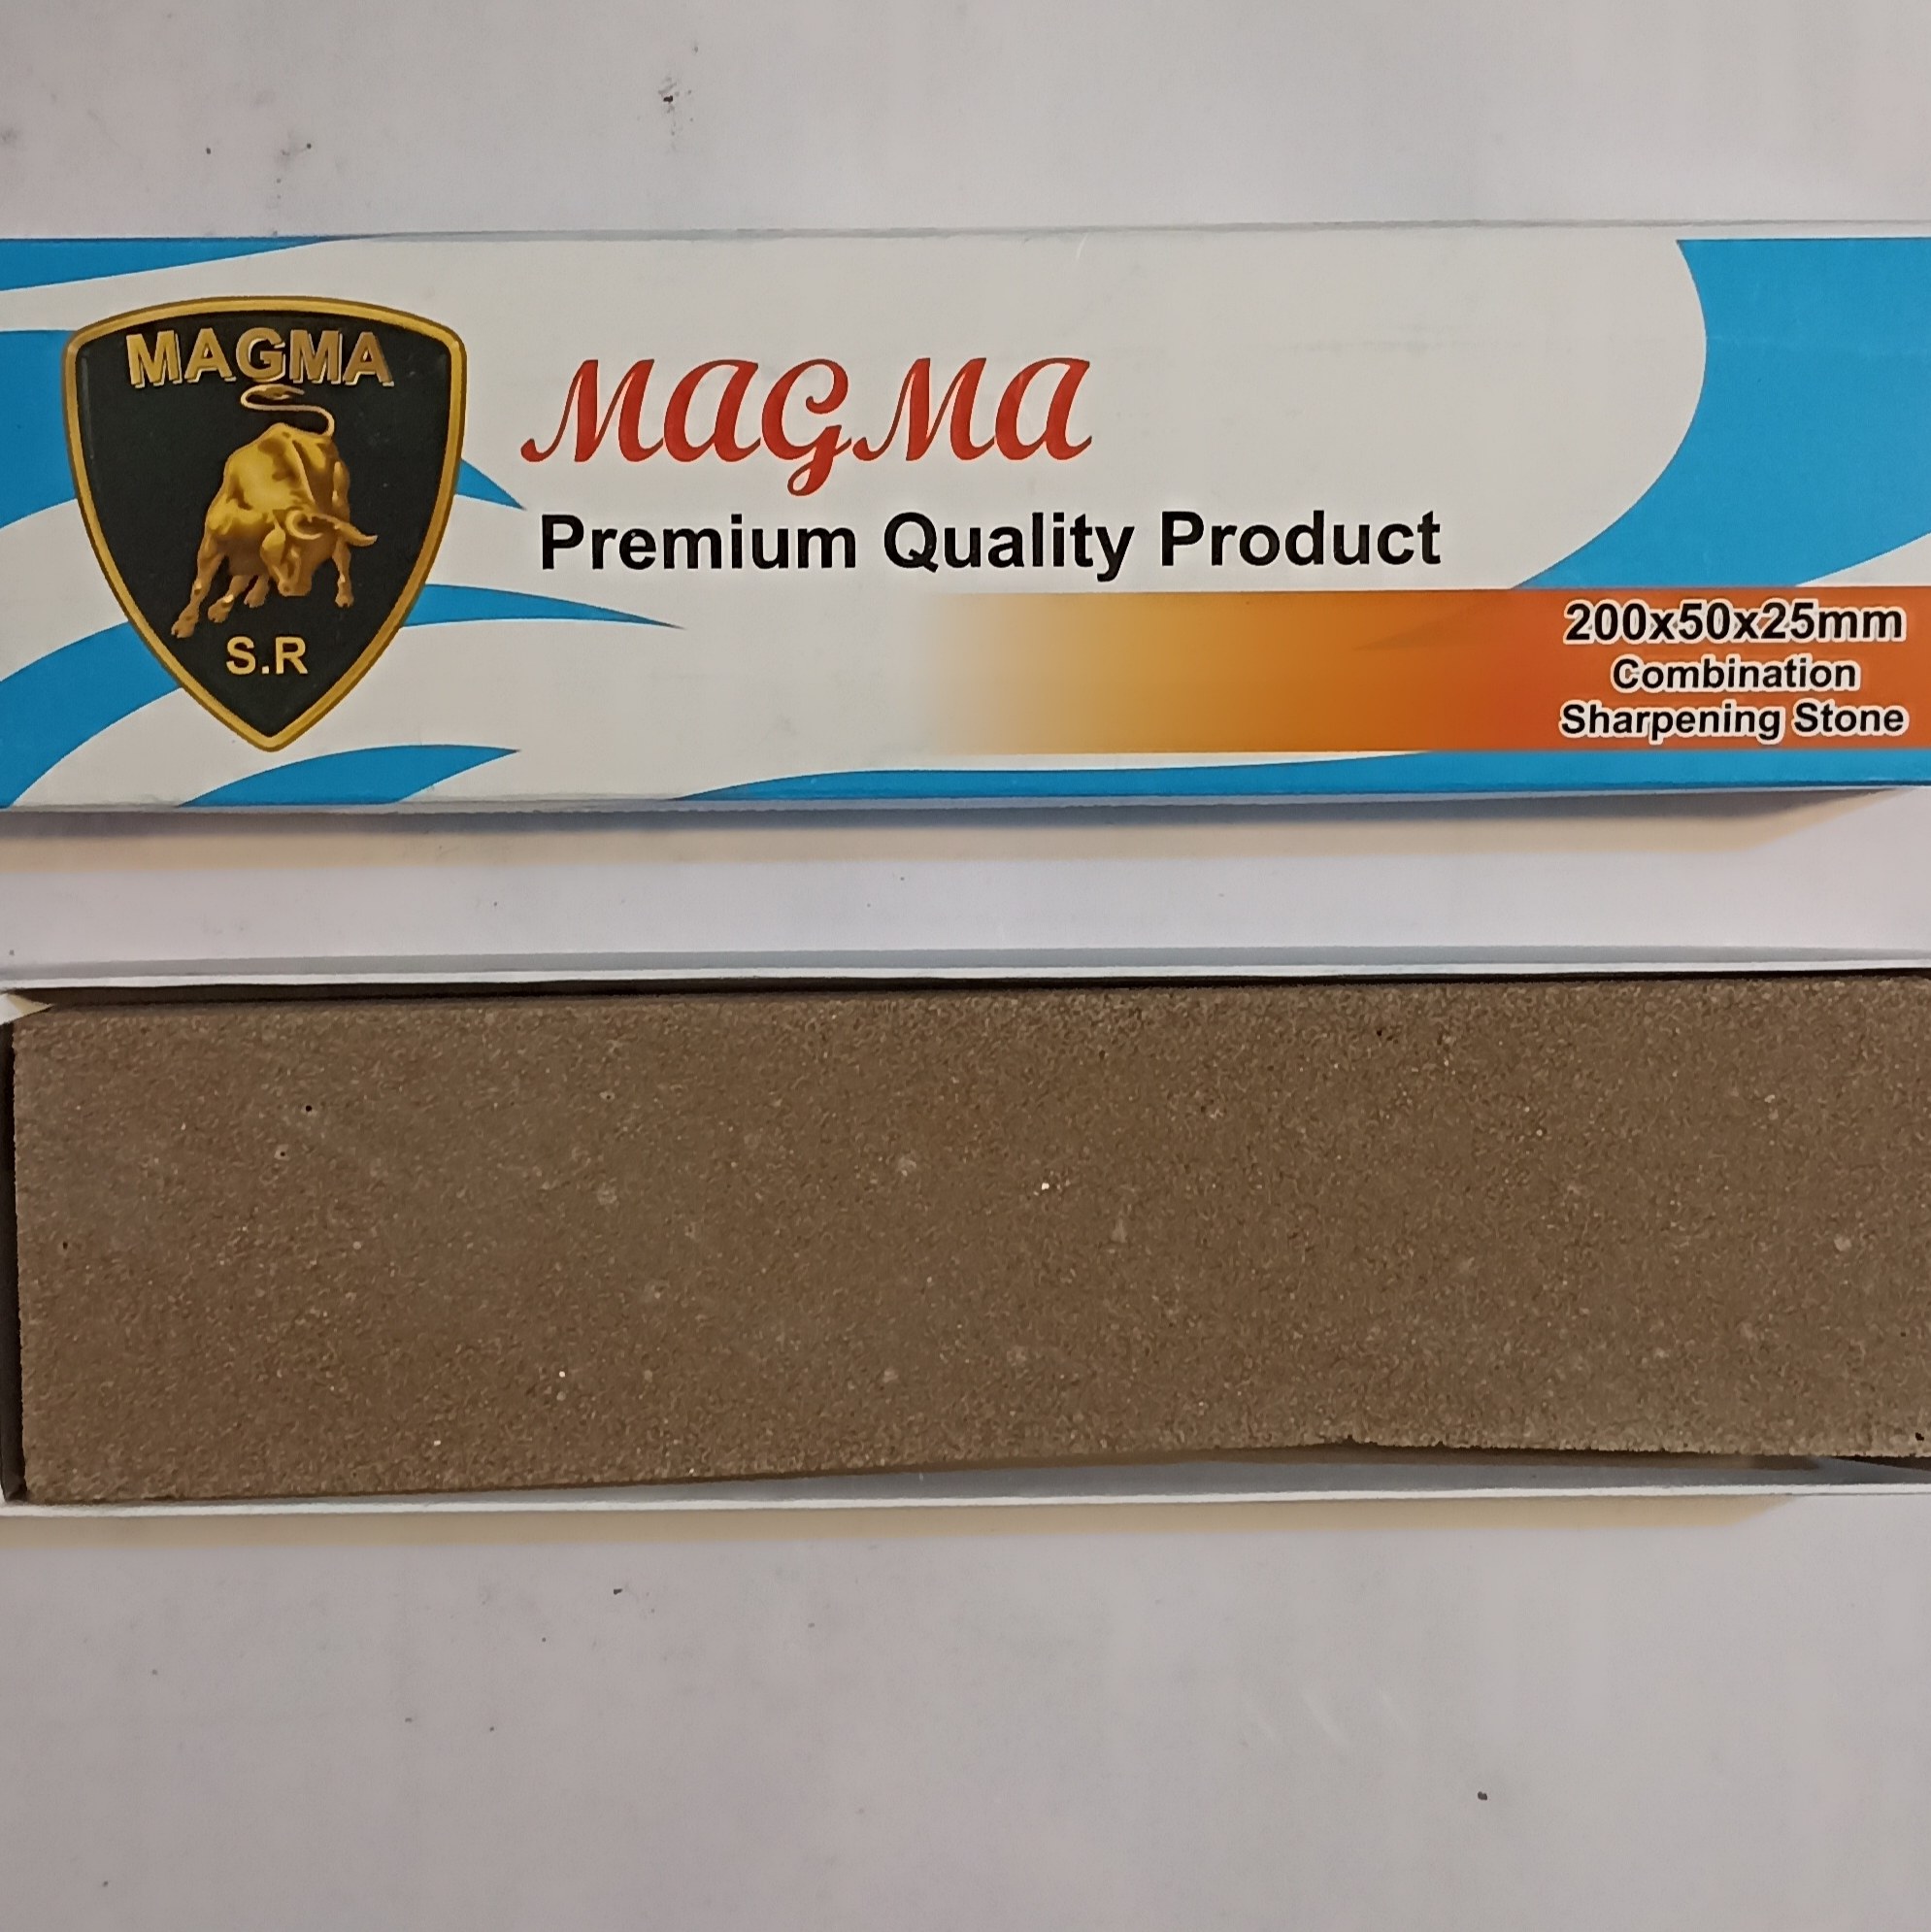 MAGMA
S.R
MAGMA
Premium Quality Product
200x50x25mm
Combination
Sharpening Stone